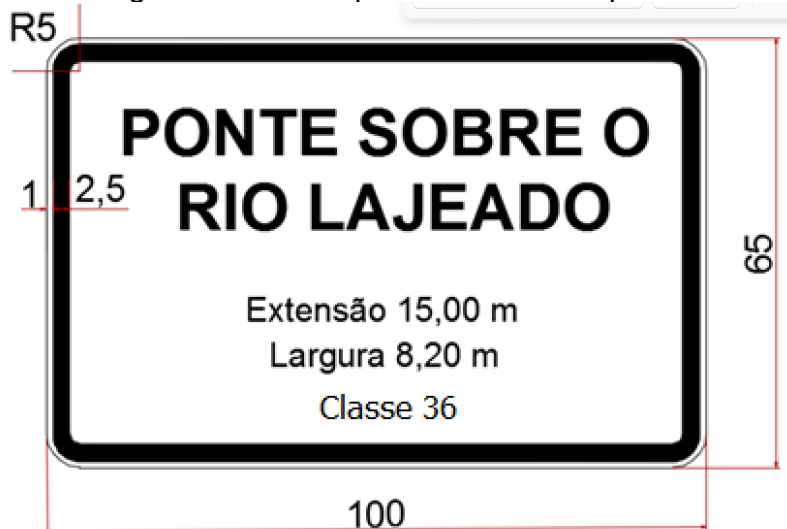 R5
PONTE SOBRE O
RIO LAJEADO
1 2,5
Extensão 15,00 m
Largura 8,20 m
Classe 36
65
100